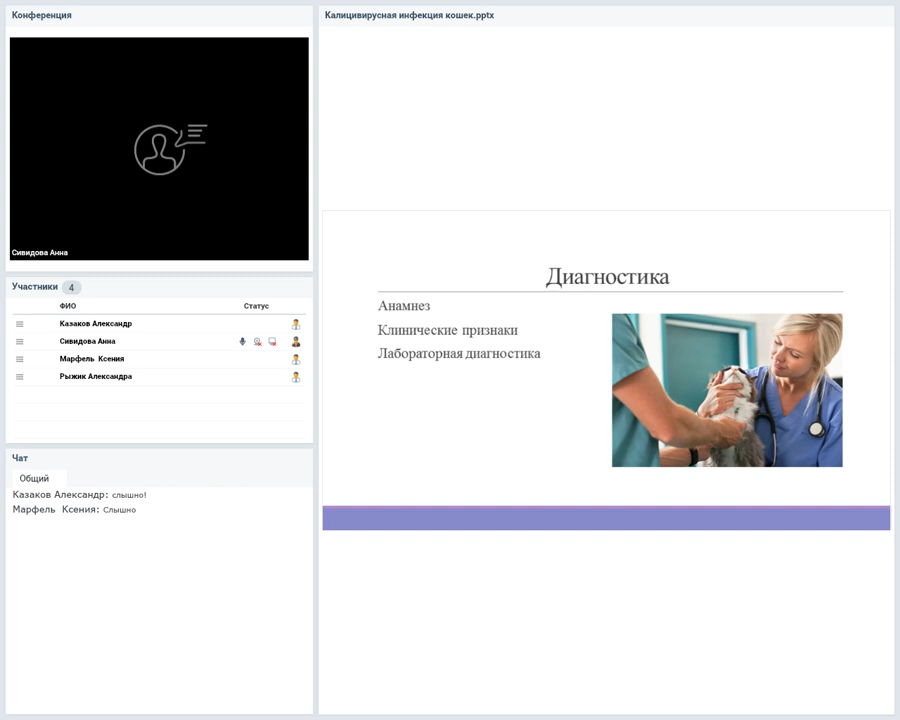 Конференция
Сивидова Анна
Участники 4
ФИО Статус
Казаков Александр
Сивидова Анна
Марфель Ксения
Рыжик Александра
Чат
Общий
Казаков Александр: слышно!
Марфель Ксения: Слышно
Калицивирусная инфекция кошек.pptx
Диагностика
Анамнез
Клинические признаки
Лабораторная диагностика